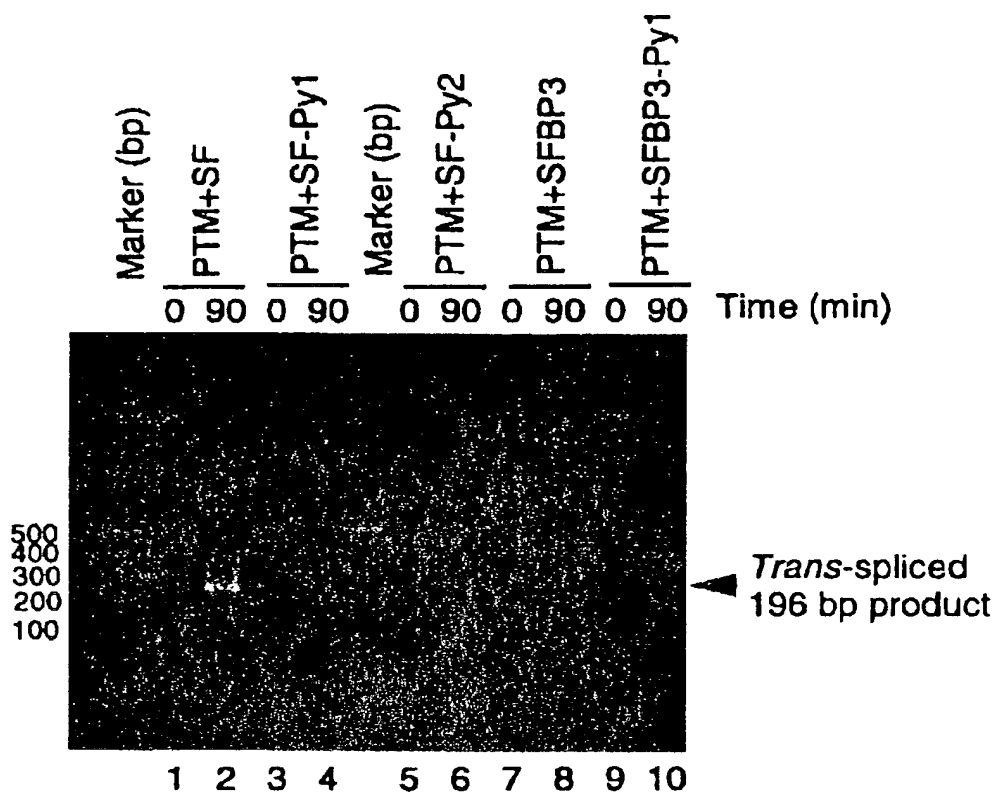 Marker (bp)
PTM+SF
PTM+SF-Py1
Marker (bp)
PTM+SF-Py2
PTM+SFBP3
PTM+SFBP3-Py1
0 90 0 90 0 90 0 90 0 90 Time (min)
500
400
300
200
100
Trans-spliced
196 bp product
1 2 3 4 5 6 7 8 9 10